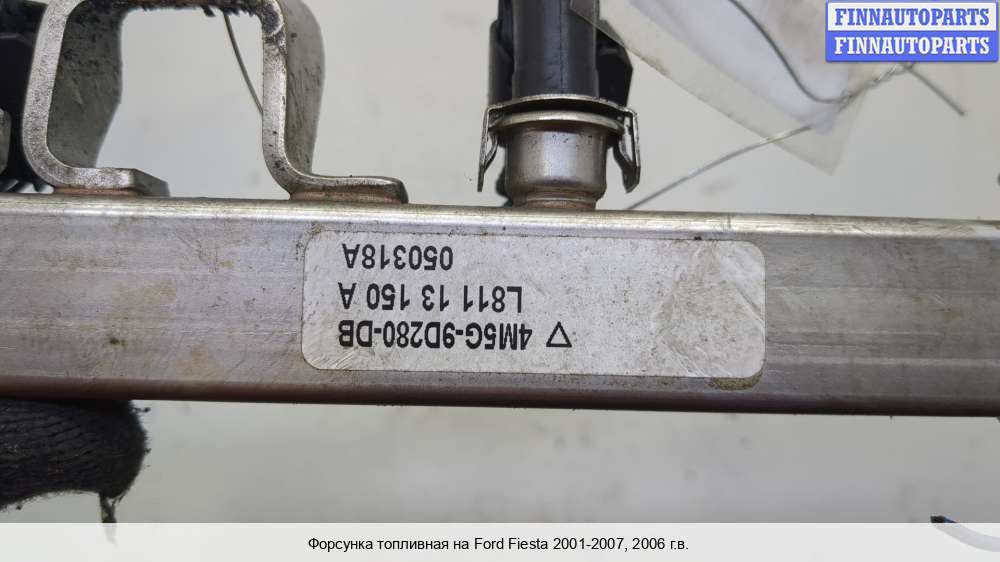 FINNAUTOPARTS
FINNAUTOPARTS
▽ 4M5G-9D280-DB
L811 13 150 A
050318A
Форсунка топливная на Ford Fiesta 2001-2007, 2006 г.в.